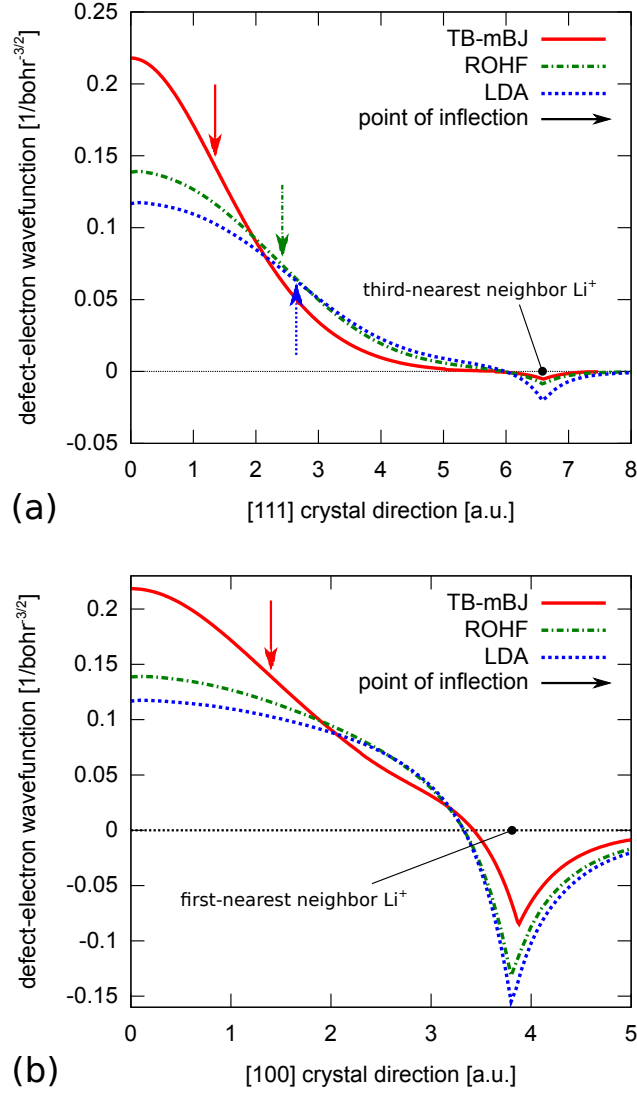 0.25
0.2
0.15
0.1
0.05
0
-0.05
defect-electron wavefunction [1/bohr^-3/2]
TB-mBJ
ROHF
LDA
point of inflection
third-nearest neighbor Li⁺
0 1 2 3 4 5 6 7 8
(a)
[111] crystal direction [a.u.]
0.2
0.15
0.1
0.05
0
-0.05
-0.1
-0.15
defect-electron wavefunction [1/bohr^-3/2]
TB-mBJ
ROHF
LDA
point of inflection
first-nearest neighbor Li⁺
0 1 2 3 4 5
(b)
[100] crystal direction [a.u.]